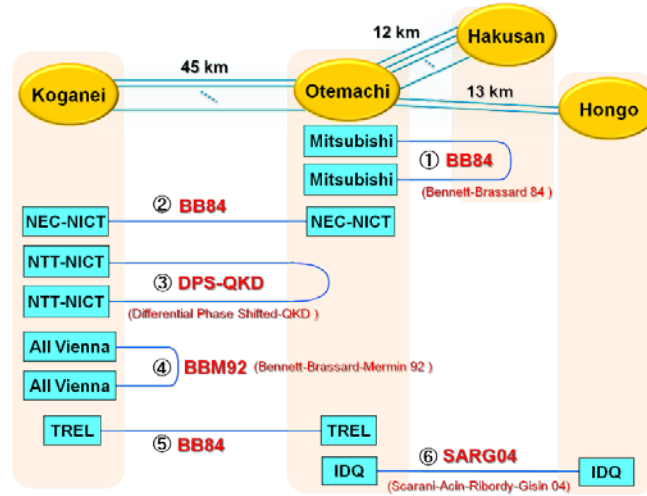 12 km
Hakusan
45 km
Koganei
Otemachi
13 km
Hongo
Mitsubishi
① BB84
Mitsubishi
(Bennett-Brassard 84 )
② BB84
NEC-NICT
NEC-NICT
NTT-NICT
③ DPS-QKD
NTT-NICT
(Differential Phase Shifted-QKD )
All Vienna
④ BBM92 (Bennett-Brassard-Mermin 92 )
All Vienna
TREL
TREL
⑤ BB84
⑥ SARG04
IDQ
IDQ
(Scarani-Acin-Ribordy-Gisin 04)